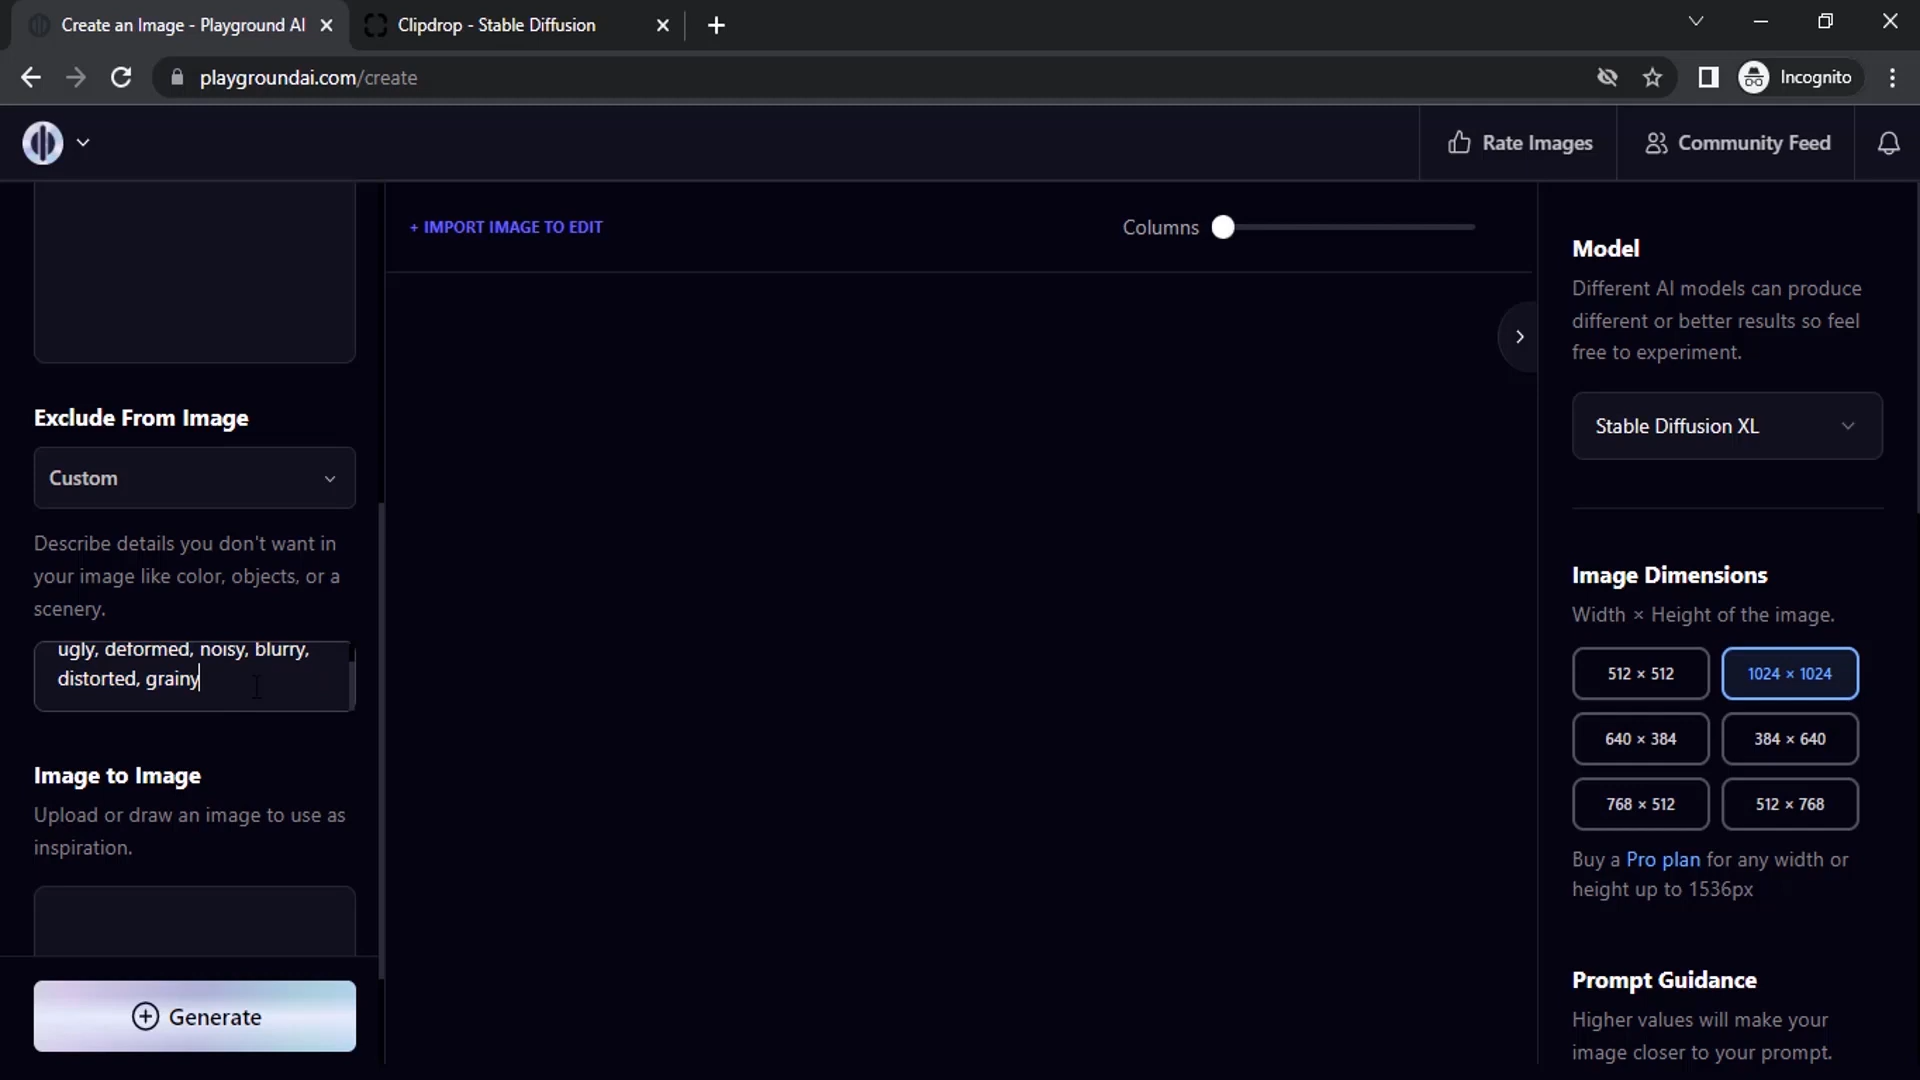 Create an Image - Playground AI
Clipdrop - Stable Diffusion
playgroundai.com/create
Incognito
Rate Images
Community Feed
+ IMPORT IMAGE TO EDIT
Columns
Exclude From Image
Custom
Describe details you don't want in
your image like color, objects, or a
scenery.
ugly, deformed, noisy, blurry,
distorted, grainy
Image to Image
Upload or draw an image to use as
inspiration.
Generate
Model
Different AI models can produce
different or better results so feel
free to experiment.
Stable Diffusion XL
Image Dimensions
Width × Height of the image.
512 × 512
1024 × 1024
640 × 384
384 × 640
768 × 512
512 × 768
Buy a Pro plan for any width or
height up to 1536px
Prompt Guidance
Higher values will make your
image closer to your prompt.